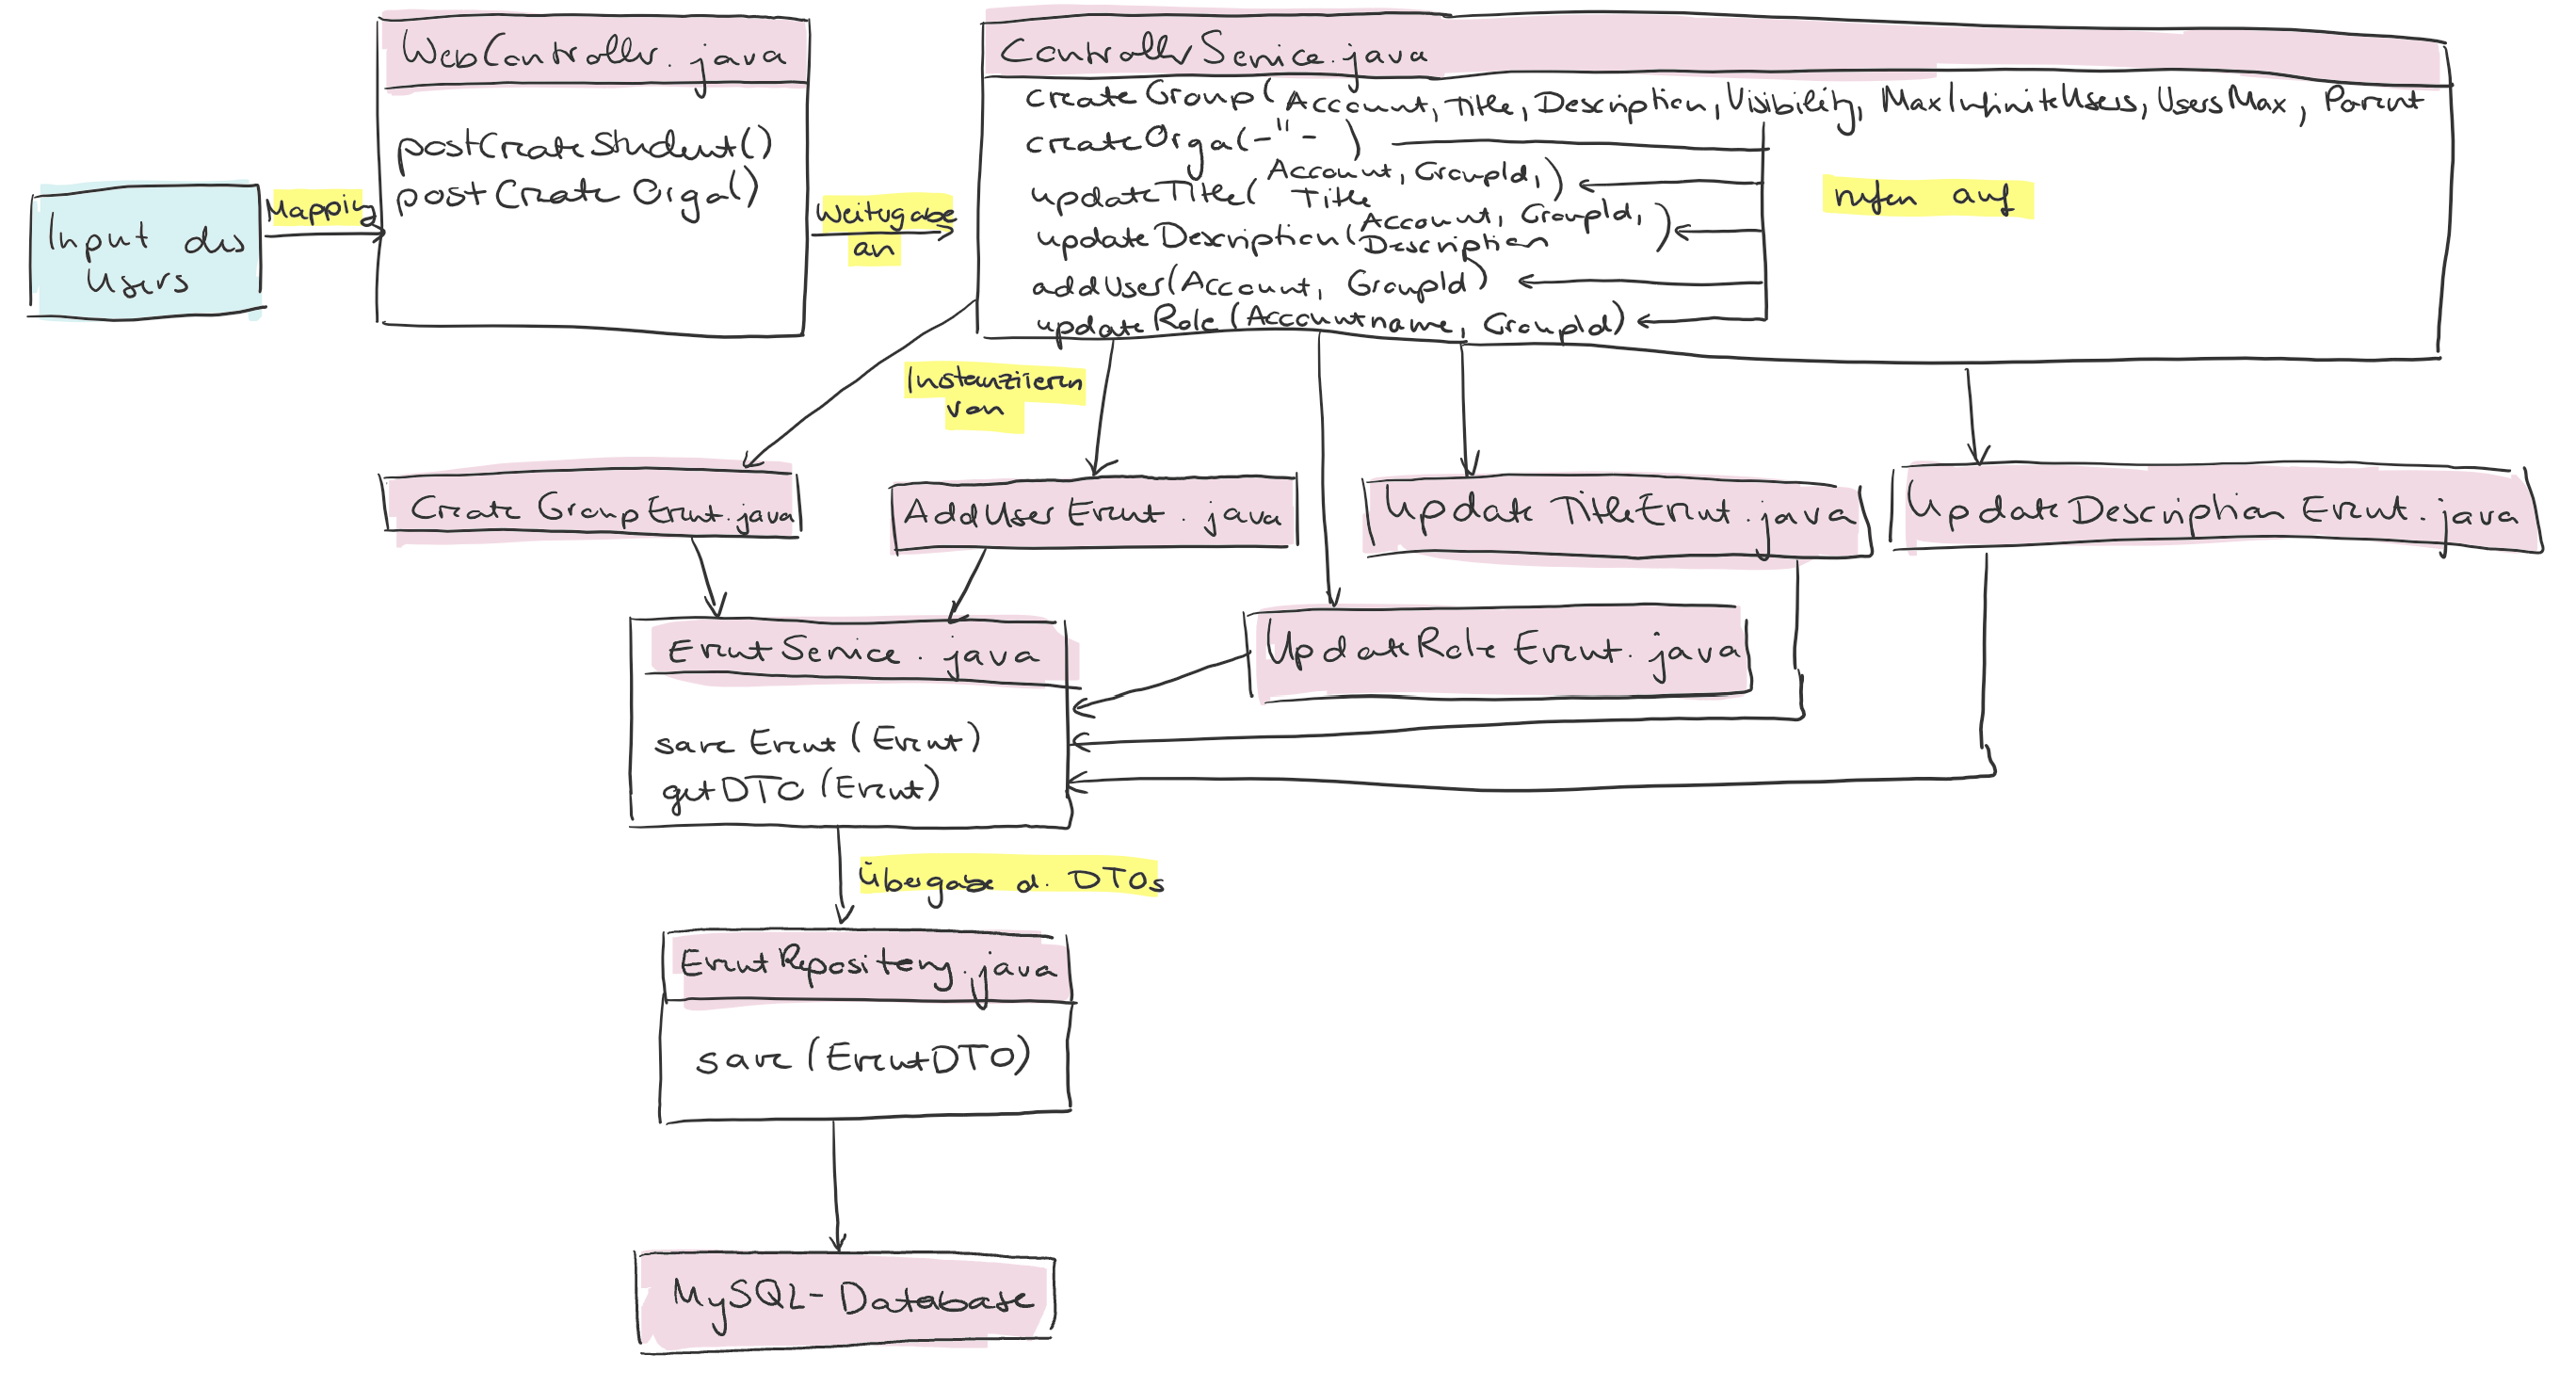 WebController.java
postCreateStudent()
postCreateOrga()
Input des
Users
Mapping
Weitergabe
an
ControllerService.java
createGroup(Account, Title, Description, Visibility, MaxInfiniteUsers, UsersMax, Parent
createOrga(-"-)
updateTitle(Account, GroupId,
Title)
updateDescription(Account, GroupId,
Description)
addUser(Account, GroupId)
updateRole(Accountname, GroupId)
rufen auf
Instanziieren
von
CreateGroupEvent.java
AddUserEvent.java
UpdateTitleEvent.java
UpdateDescriptionEvent.java
EventService.java
saveEvent(Event)
getDTO(Event)
UpdateRoleEvent.java
Übergabe d. DTOs
EventRepository.java
save(EventDTO)
MySQL-Database